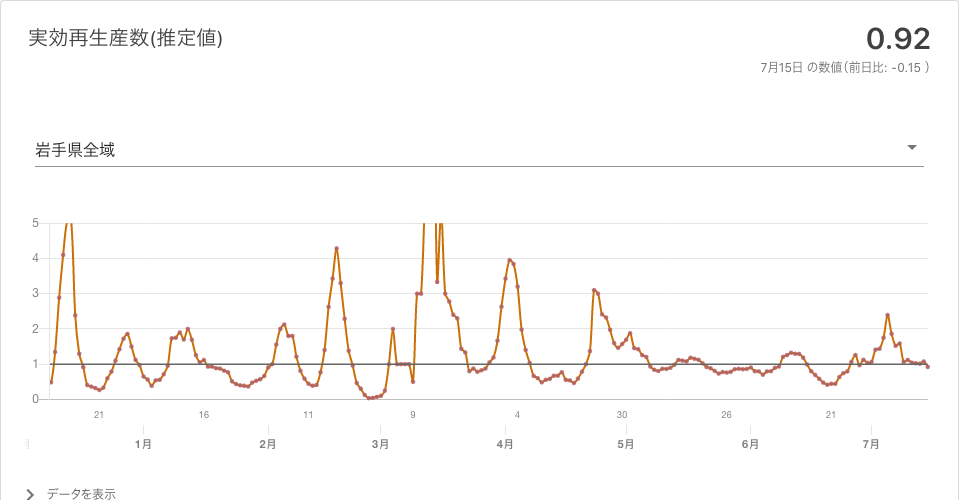 実効再生産数(推定値)
0.92
7月15日 の数値(前日比: -0.15 )
岩手県全域
5
4
3
2
1
0
21 16 11 9 4 30 26 21
1月 2月 3月 4月 5月 6月 7月
データを表示